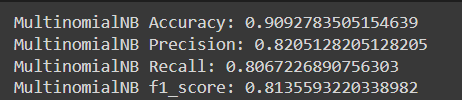 MultinomialNB Accuracy: 0.9092783505154639
MultinomialNB Precision: 0.8205128205128205
MultinomialNB Recall: 0.8067226890756303
MultinomialNB f1_score: 0.8135593220338982